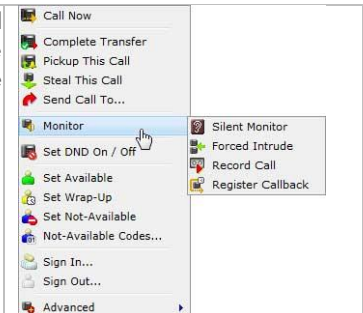 Call Now
Complete Transfer
Pickup This Call
Steal This Call
Send Call To...
Monitor
Set DND On / Off
Set Available
Set Wrap-Up
Set Not-Available
Not-Available Codes...
Sign In...
Sign Out...
Advanced
Silent Monitor
Forced Intrude
Record Call
Register Callback